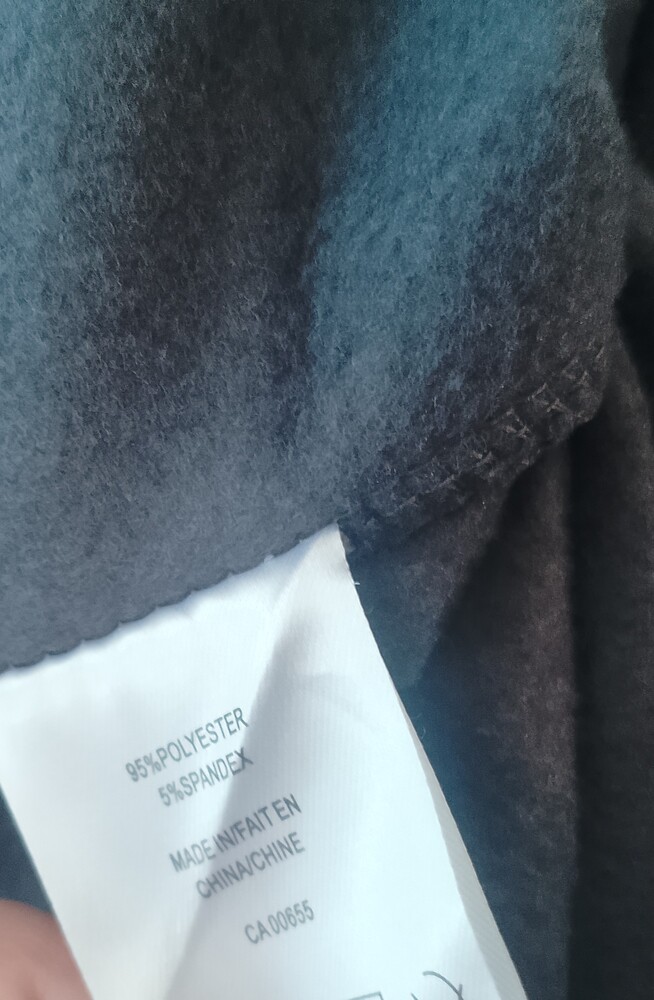 95%POLYESTER
5%SPANDEX
MADE IN/FAIT EN
CHINA/CHINE
CA 00655